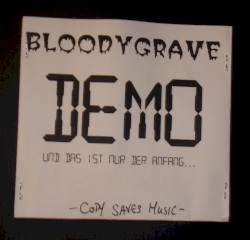 BLOODYGRAVE
DEMO
UND DAS IST NUR DER ANFANG...
-COPY SAVES MUSIC-